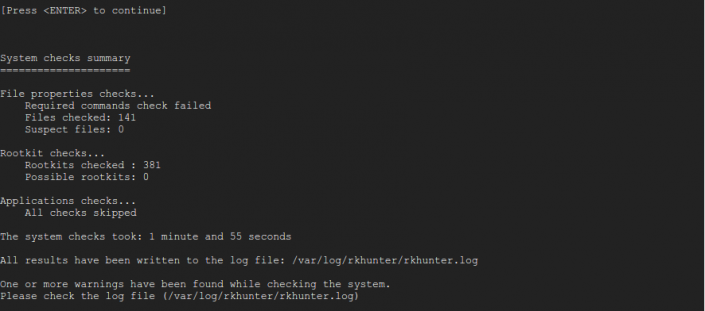 [Press <ENTER> to continue]
System checks summary
=====================
File properties checks...
Required commands check failed
Files checked: 141
Suspect files: 0
Rootkit checks...
Rootkits checked : 381
Possible rootkits: 0
Applications checks...
All checks skipped
The system checks took: 1 minute and 55 seconds
All results have been written to the log file: /var/log/rkhunter/rkhunter.log
One or more warnings have been found while checking the system.
Please check the log file (/var/log/rkhunter/rkhunter.log)